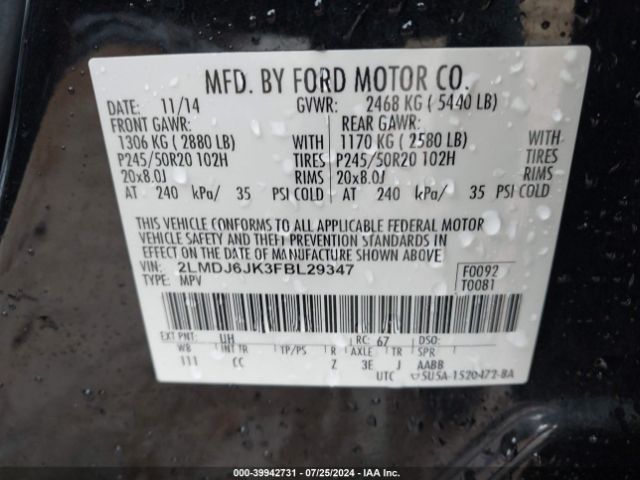 MFD. BY FORD MOTOR CO.
DATE: 11/14 GVWR: 2468 KG ( 5440 LB)
FRONT GAWR: REAR GAWR:
1306 KG ( 2880 LB) WITH 1170 KG ( 2580 LB) WITH
P245/50R20 102H TIRES P245/50R20 102H TIRES
20x8.0J RIMS 20x8.0J RIMS
AT 240 kPa/ 35 PSI COLD AT 240 kPa/ 35 PSI COLD
THIS VEHICLE CONFORMS TO ALL APPLICABLE FEDERAL MOTOR
VEHICLE SAFETY AND THEFT PREVENTION STANDARDS IN
EFFECT ON THE DATE OF MANUFACTURE SHOWN ABOVE.
VIN: 2LMDJ6JK3FBL29347 F0092
TYPE: MPV T0081
EXT PNT: UH RC: 67 DSO:
WB INT TR TP/PS R AXLE TR SPR
111 CC Z 3E J AABB
UTC 5U5A-1520472-BA
000-39942731 - 07/25/2024 - IAA Inc.